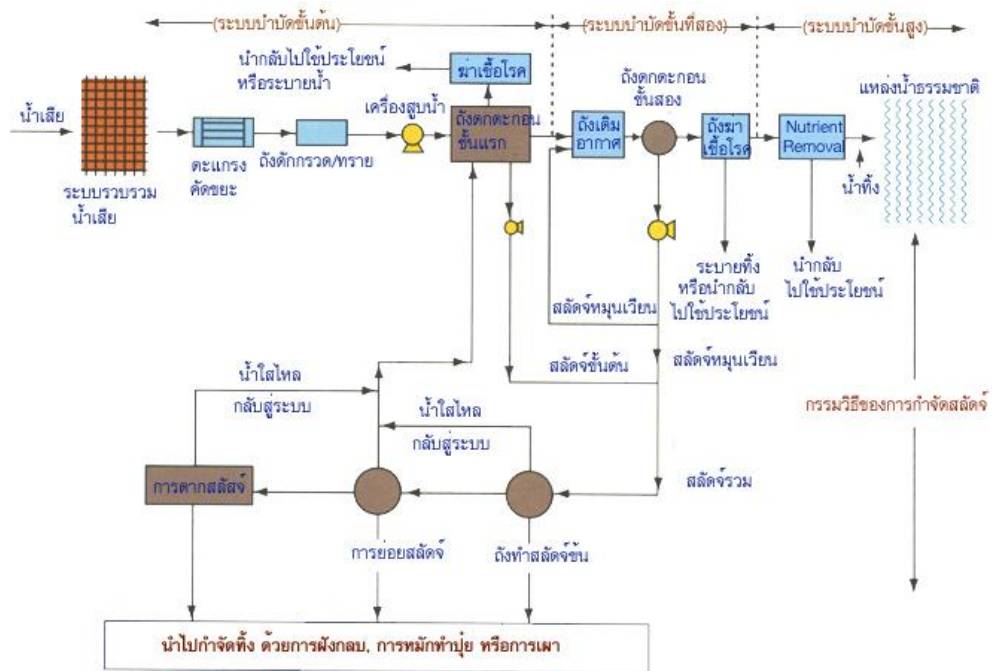 (ระบบบำบัดขั้นต้น)
(ระบบบำบัดขั้นที่สอง)
(ระบบบำบัดขั้นสูง)
นำกลับไปใช้ประโยชน์
หรือระบายน้ำ
ฆ่าเชื้อโรค
ถังตกตะกอน
ขั้นสอง
แหล่งน้ำธรรมชาติ
น้ำเสีย
เครื่องสูบน้ำ
ถังตกตะกอน
ขั้นแรก
ถังเติม
อากาศ
ถังฆ่า
เชื้อโรค
Nutrient
Removal
ตะแกรง
คัดขยะ
ถังดักกรวด/ทราย
น้ำทิ้ง
ระบบรวบรวม
น้ำเสีย
ระบายทิ้ง
หรือนำกลับ
ไปใช้ประโยชน์
นำกลับ
ไปใช้ประโยชน์
สลัดจ์หมุนเวียน
สลัดจ์ขั้นต้น
สลัดจ์หมุนเวียน
น้ำใสไหล
กลับสู่ระบบ
น้ำใสไหล
กลับสู่ระบบ
กรรมวิธีของการกำจัดสลัดจ์
การตากสลัสจ์
สลัดจ์รวม
การย่อยสลัดจ์
ถังทำสลัดจ์ข้น
นำไปกำจัดทิ้ง ด้วยการฝังกลบ, การหมักทำปุ๋ย หรือการเผา